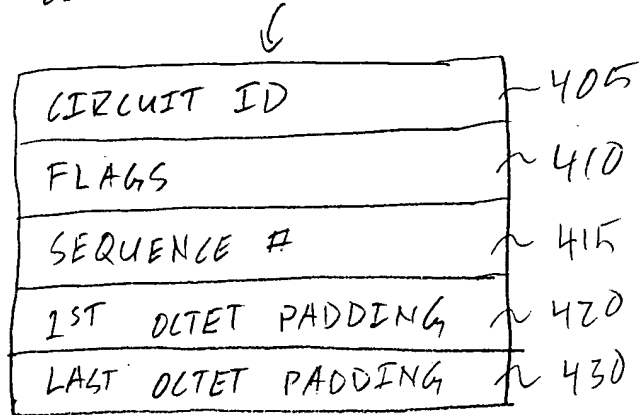 CIRCUIT ID 405
FLAGS 410
SEQUENCE # 415
1ST OCTET PADDING 420
LAST OCTET PADDING 430